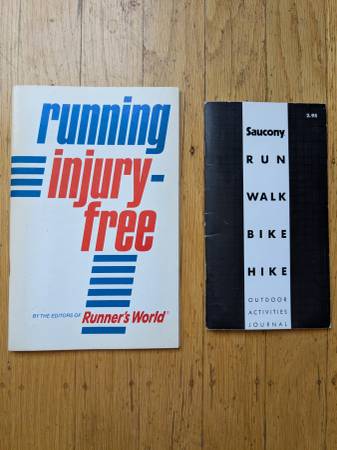 running
injury-
free
BY THE EDITORS OF Runner's World®
3.95
Saucony
RUN
WALK
BIKE
HIKE
OUTDOOR
ACTIVITIES
JOURNAL